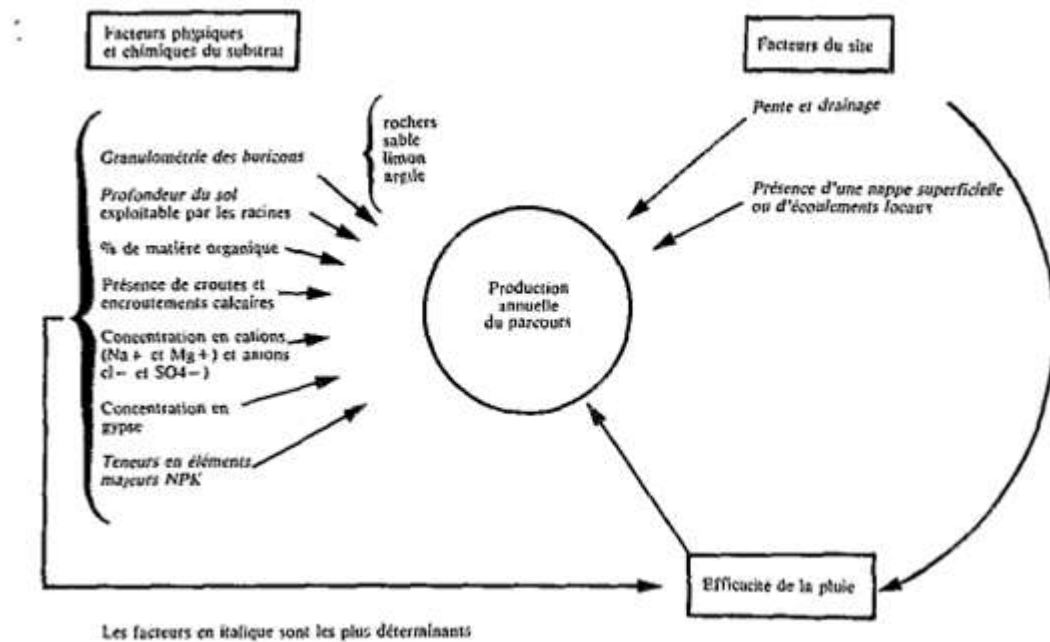 Facteurs physiques
et chimiques du substrat
Facteurs du site
rochers
sable
limon
argile
Granulométrie des horizons
Profondeur du sol
exploitable par les racines
% de matière organique
Présence de croutes et
encroutements calcaires
Concentration en cations
(Na+ et Mg+) et anions
cl- et SO4-)
Concentration en
gypse
Teneurs en éléments
majeurs NPK
Pente et drainage
Présence d'une nappe superficielle
ou d'écoulements locaux
Production
annuelle
du parcours
Efficacité de la pluie
Les facteurs en italique sont les plus déterminants